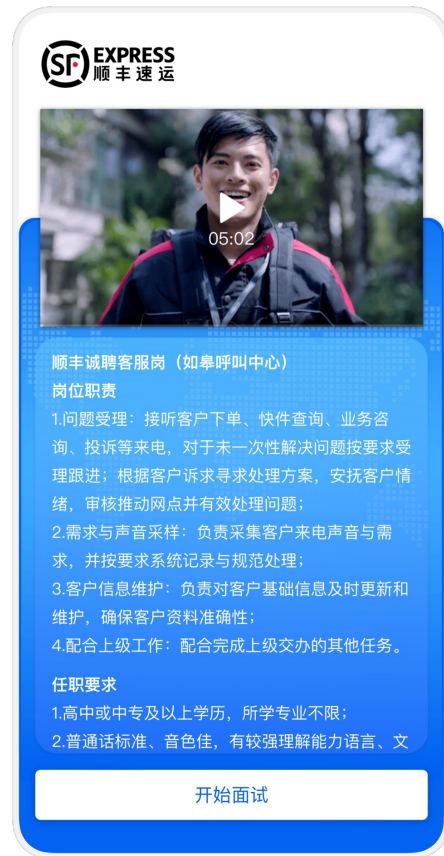 SF EXPRESS
顺丰速运
05:02
顺丰诚聘客服岗（如皋呼叫中心）
岗位职责
1.问题受理：接听客户下单、快件查询、业务咨
询、投诉等来电，对于未一次性解决问题按要求受
理跟进；根据客户诉求寻求处理方案，安抚客户情
绪，审核推动网点并有效处理问题；
2.需求与声音采样：负责采集客户来电声音与需
求，并按要求系统记录与规范处理；
3.客户信息维护：负责对客户基础信息及时更新和
维护，确保客户资料准确性；
4.配合上级工作：配合完成上级交办的其他任务。
任职要求
1.高中或中专及以上学历，所学专业不限；
2.普通话标准、音色佳，有较强理解能力语言、文
开始面试